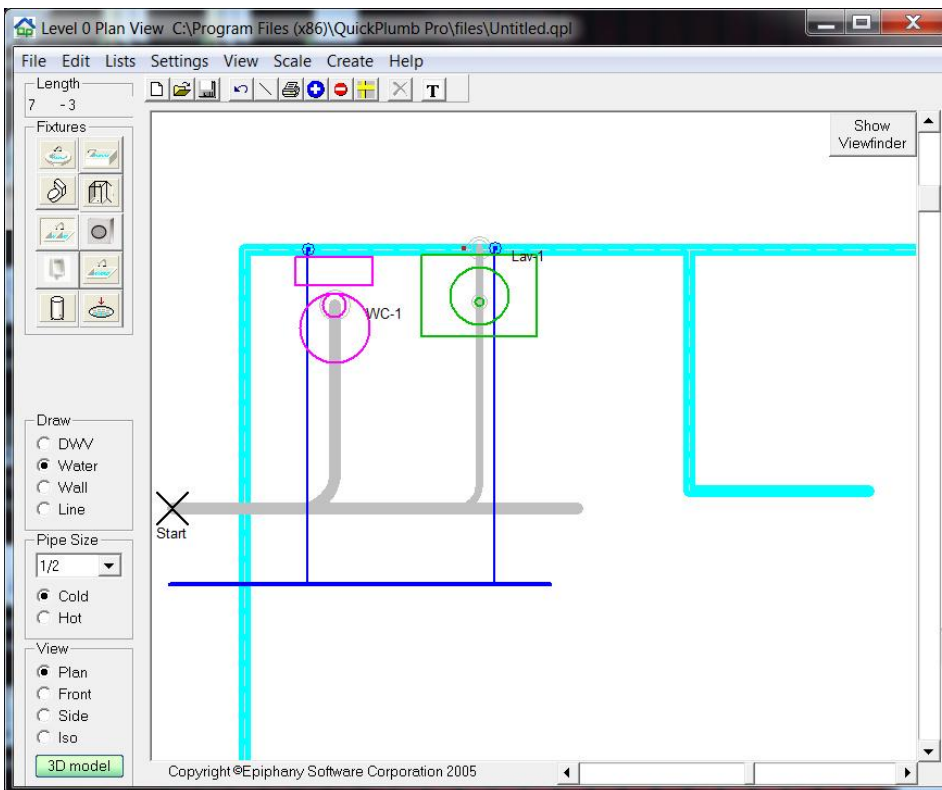 Level 0 Plan View C:\Program Files (x86)\QuickPlumb Pro\files\Untitled.qpl
File Edit Lists Settings View Scale Create Help
Length
7 -3
T
Fixtures
Show
Viewfinder
Lav-1
WC-1
Draw
DWV
Water
Wall
Line
Start
Pipe Size
1/2
Cold
Hot
View
Plan
Front
Side
Iso
3D model
Copyright ©Epiphany Software Corporation 2005